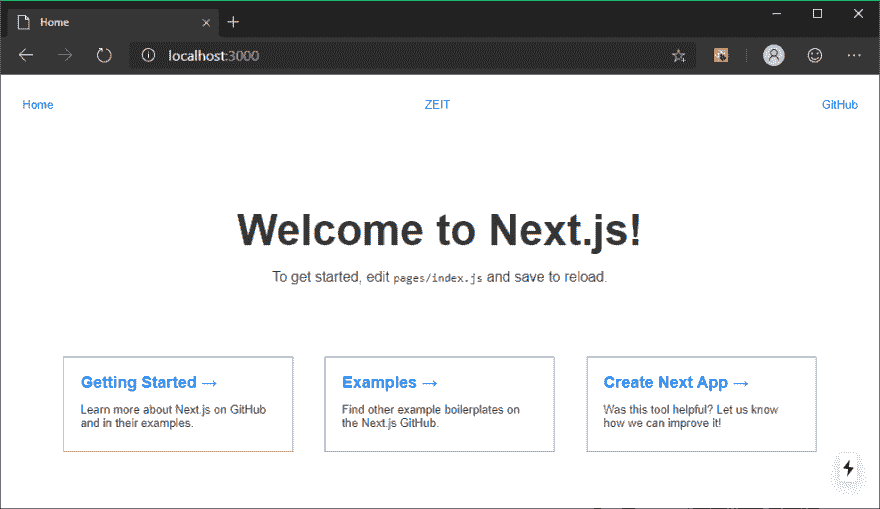 Home
localhost:3000
Home ZEIT GitHub
Welcome to Next.js!
To get started, edit pages/index.js and save to reload.
Getting Started →
Learn more about Next.js on GitHub
and in their examples.
Examples →
Find other example boilerplates on
the Next.js GitHub.
Create Next App →
Was this tool helpful? Let us know
how we can improve it!